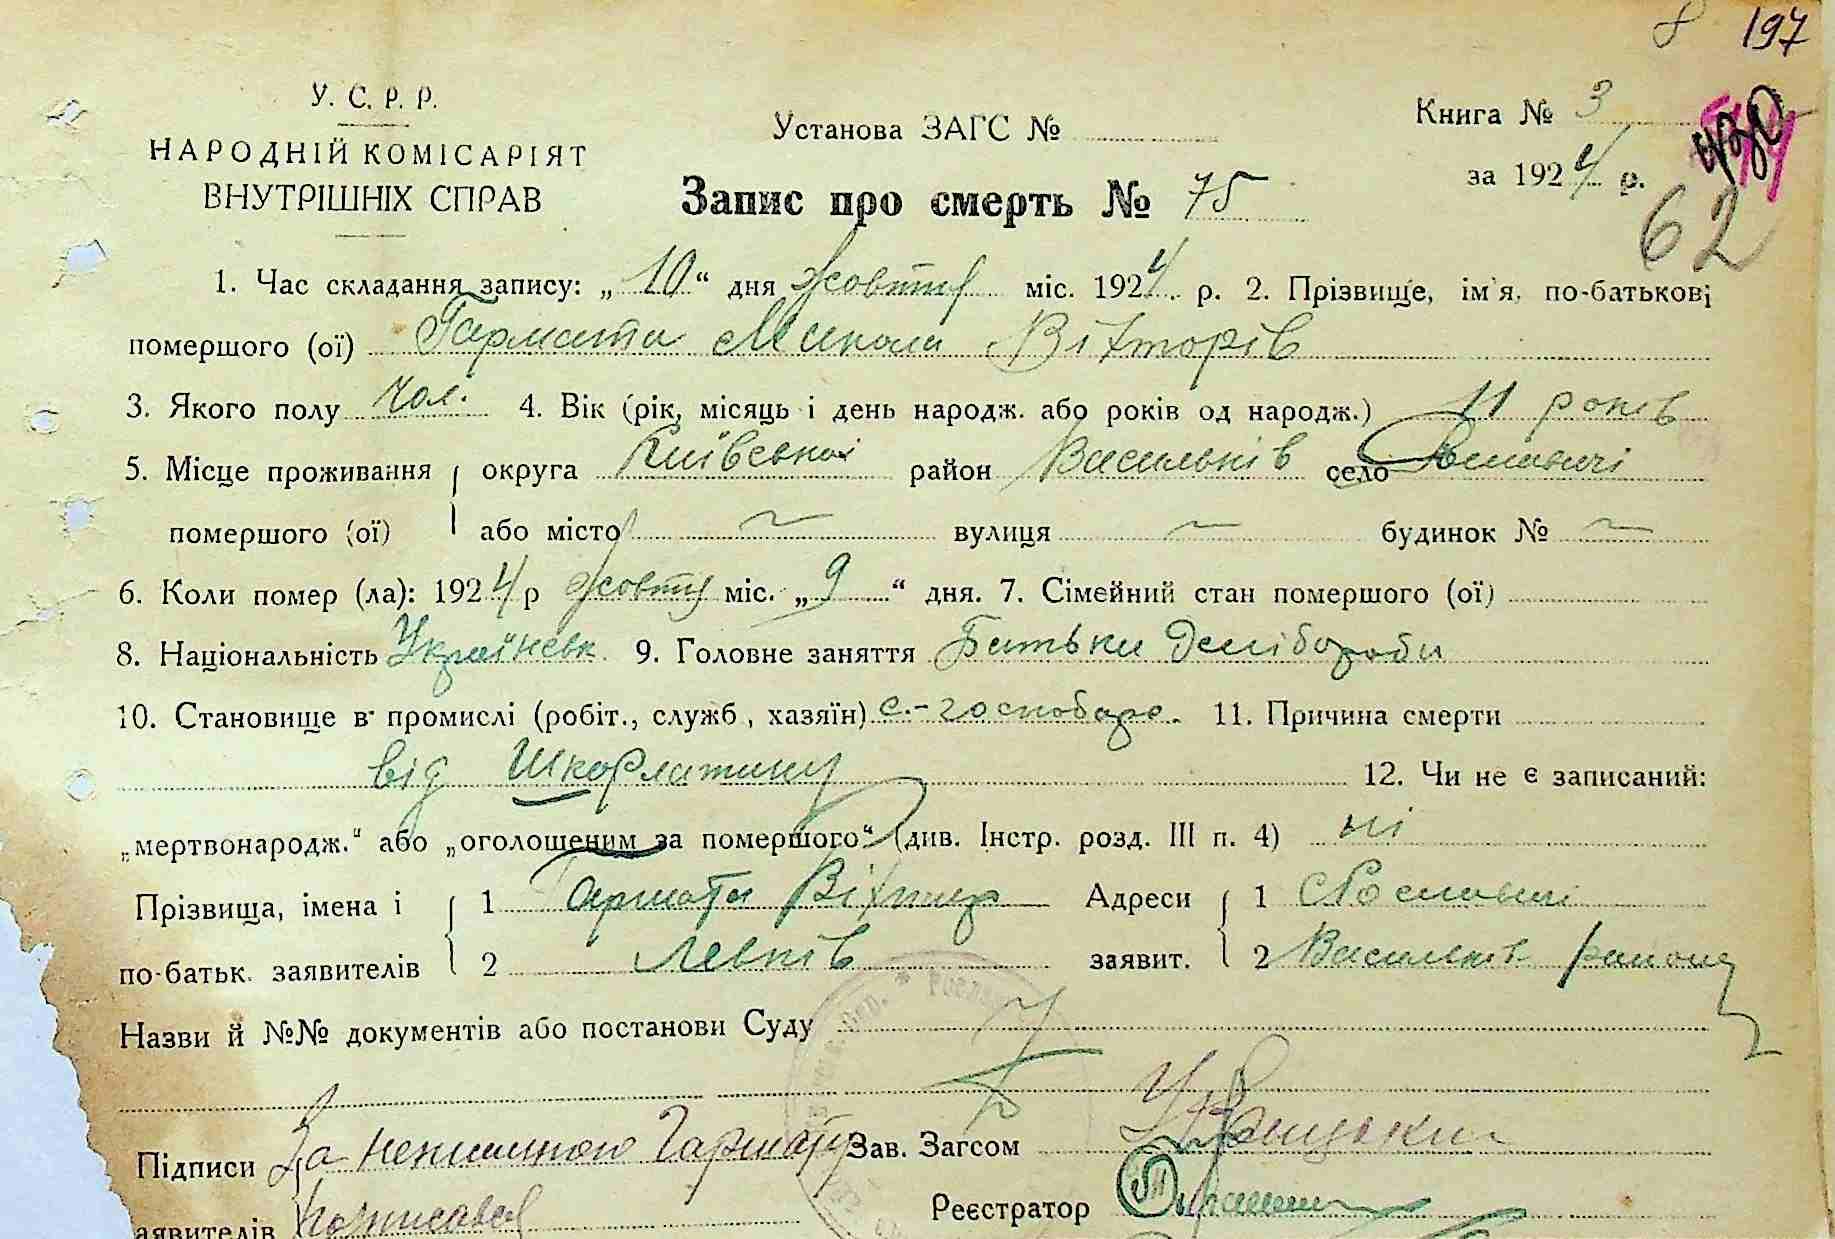 8 197
У. С. Р. Р.
НАРОДНІЙ КОМІСАРІЯТ
ВНУТРІШНІХ СПРАВ
Установа ЗАГС №
Книга № 3
за 1924 р.
62
Запис про смерть № 75
1. Час складання запису: „10“ дня жовтня міс. 1924 р. 2. Прізвище, ім'я, по-батькові
помершого (ої) Гармата Микола Вікторів
3. Якого полу чол. 4. Вік (рік, місяць і день народж. або років од народж.) 11 років
5. Місце проживання округа Київської район Васильків село
помершого (ої) або місто ~ вулиця ~ будинок № ~
6. Коли помер (ла): 1924 р жовтня міс. „9“ дня. 7. Сімейний стан помершого (ої)
8. Національність 9. Головне заняття Батьки
10. Становище в промислі (робіт., служб, хазяїн) с.-господаро. 11. Причина смерти
від Шкорлатини 12. Чи не є записаний:
„мертвонародж.“ або „оголошеним за помершого“ (див. Інстр. розд. III п. 4) ні
Прізвища, імена і 1 Гармата Віктор Адреси 1
по-батьк. заявителів 2 Левків заявит. 2 Васильків району
Назви й №№ документів або постанови Суду
Підписи За неписьмного Гармату Зав. Загсом
заявителів Розписався Реєстратор